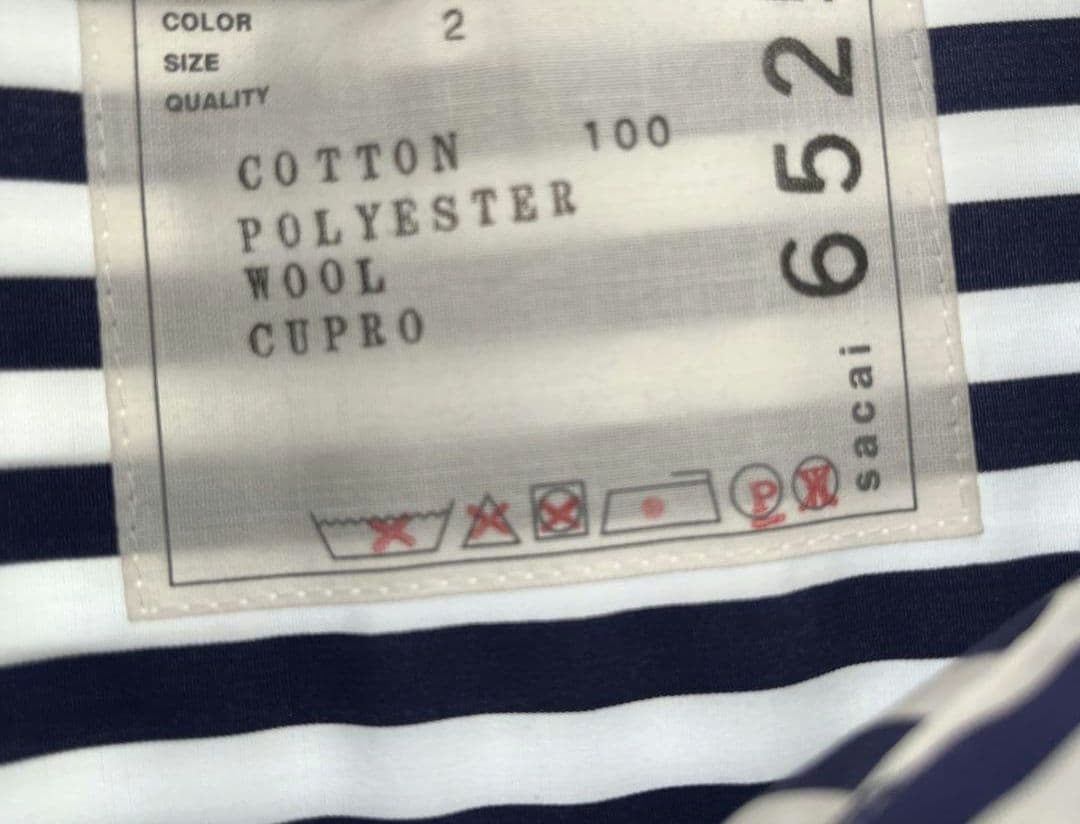 COLOR
SIZE 2
QUALITY
COTTON 100
POLYESTER
WOOL
CUPRO
P W
652
sacai